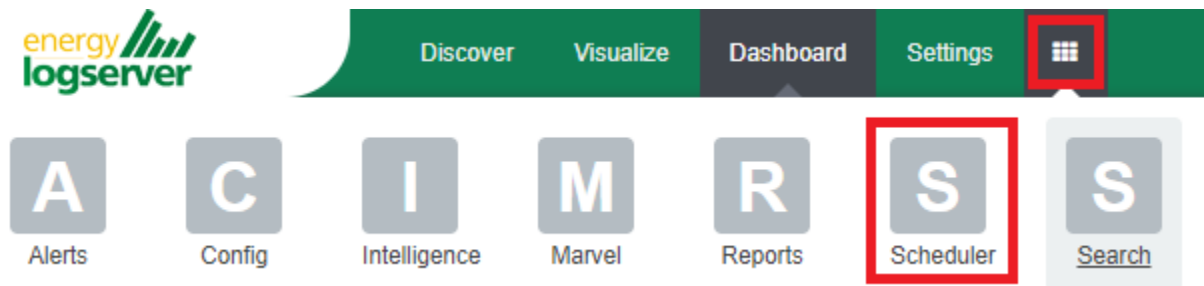 energy
logserver
Discover Visualize Dashboard Settings
A C I M R S S
Alerts Config Intelligence Marvel Reports Scheduler Search